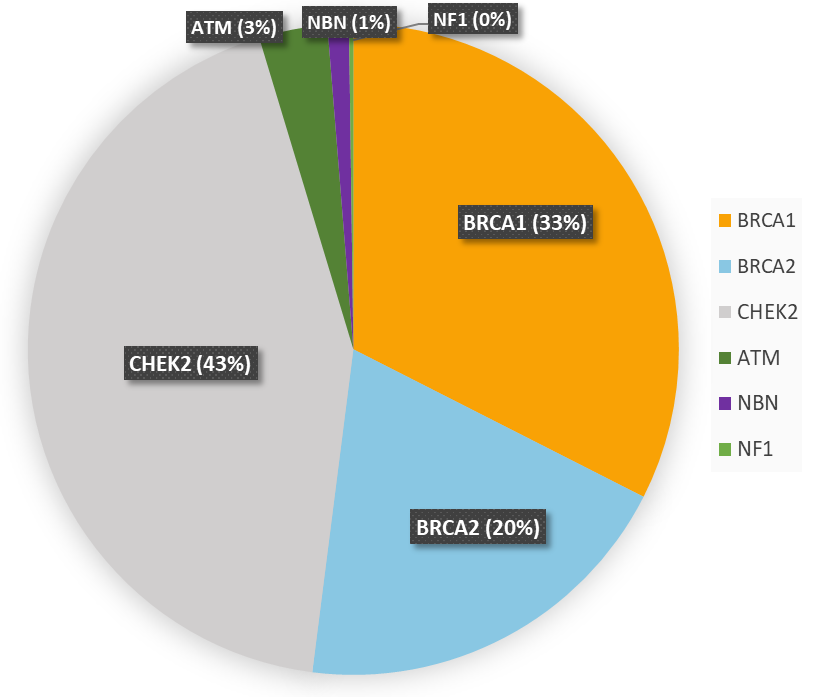 ATM (3%)
NBN (1%)
NF1 (0%)
BRCA1 (33%)
CHEK2 (43%)
BRCA2 (20%)
BRCA1
BRCA2
CHEK2
ATM
NBN
NF1